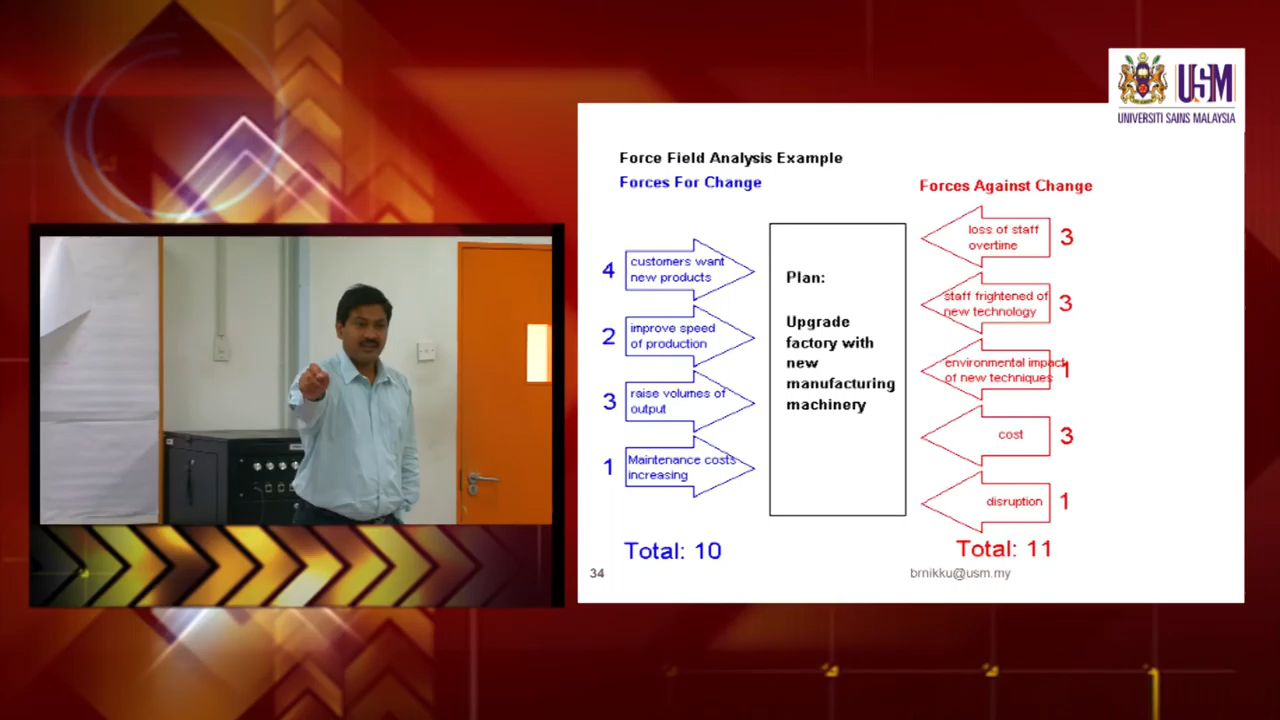 USM
UNIVERSITI SAINS MALAYSIA
Force Field Analysis Example
Forces For Change
Forces Against Change
4
customers want
new products
2
improve speed
of production
3
raise volumes of
output
1
Maintenance costs
increasing
Total: 10
Plan:
Upgrade
factory with
new
manufacturing
machinery
loss of staff
overtime
3
staff frightened of
new technology
3
environmental impact
of new techniques
1
cost
3
disruption
1
Total: 11
34
brnikku@usm.my